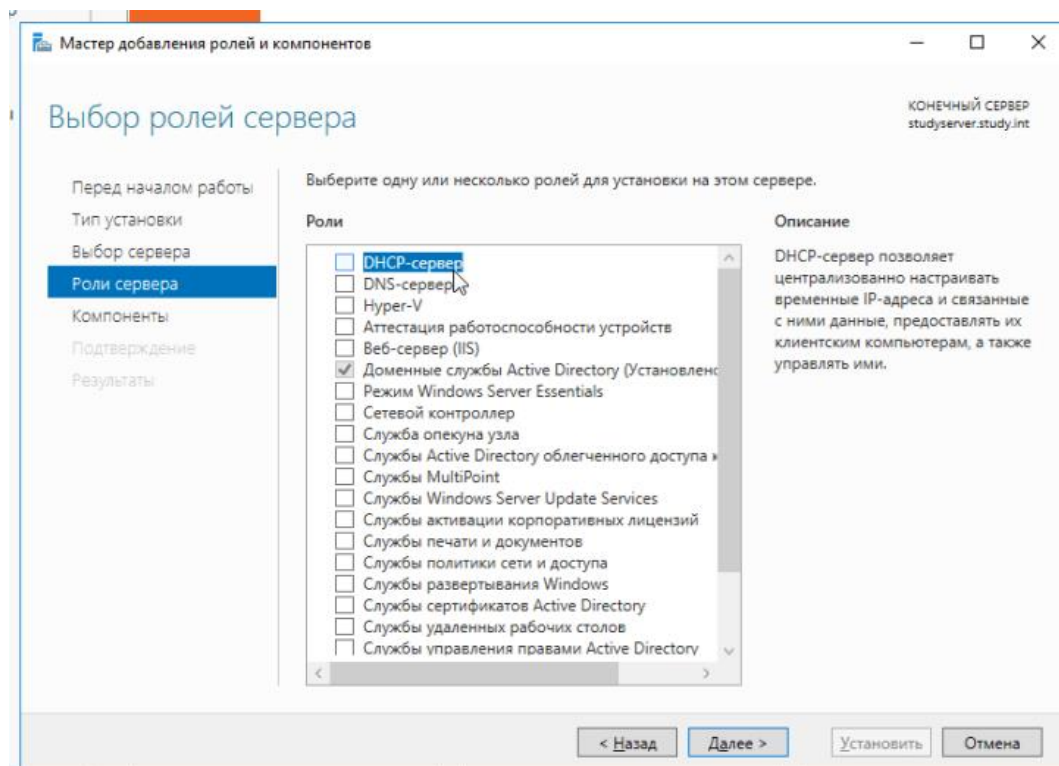 Мастер добавления ролей и компонентов
Выбор ролей сервера
КОНЕЧНЫЙ СЕРВЕР
studyserver.study.int
Перед началом работы
Тип установки
Выбор сервера
Роли сервера
Компоненты
Подтверждение
Результаты
Выберите одну или несколько ролей для установки на этом сервере.
Роли
DHCP-сервер
DNS-сервер
Hyper-V
Аттестация работоспособности устройств
Веб-сервер (IIS)
Доменные службы Active Directory (Установлено
Режим Windows Server Essentials
Сетевой контроллер
Служба опекуна узла
Службы Active Directory облегченного доступа к
Службы MultiPoint
Службы Windows Server Update Services
Службы активации корпоративных лицензий
Службы печати и документов
Службы политики сети и доступа
Службы развертывания Windows
Службы сертификатов Active Directory
Службы удаленных рабочих столов
Службы управления правами Active Directory
Описание
DHCP-сервер позволяет
централизованно настраивать
временные IP-адреса и связанные
с ними данные, предоставлять их
клиентским компьютерам, а также
управлять ими.
< Назад
Далее >
Установить
Отмена